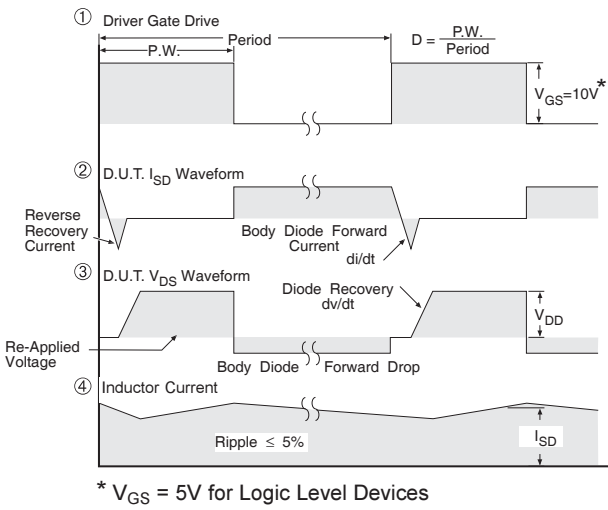 ① Driver Gate Drive
P.W.
Period
D = P.W.
Period
V_GS=10V*
② D.U.T. I_SD Waveform
Reverse
Recovery
Current
Body Diode Forward
Current
di/dt
③ D.U.T. V_DS Waveform
Diode Recovery
dv/dt
V_DD
Re-Applied
Voltage
Body Diode Forward Drop
④ Inductor Current
Ripple ≤ 5%
I_SD
* V_GS = 5V for Logic Level Devices